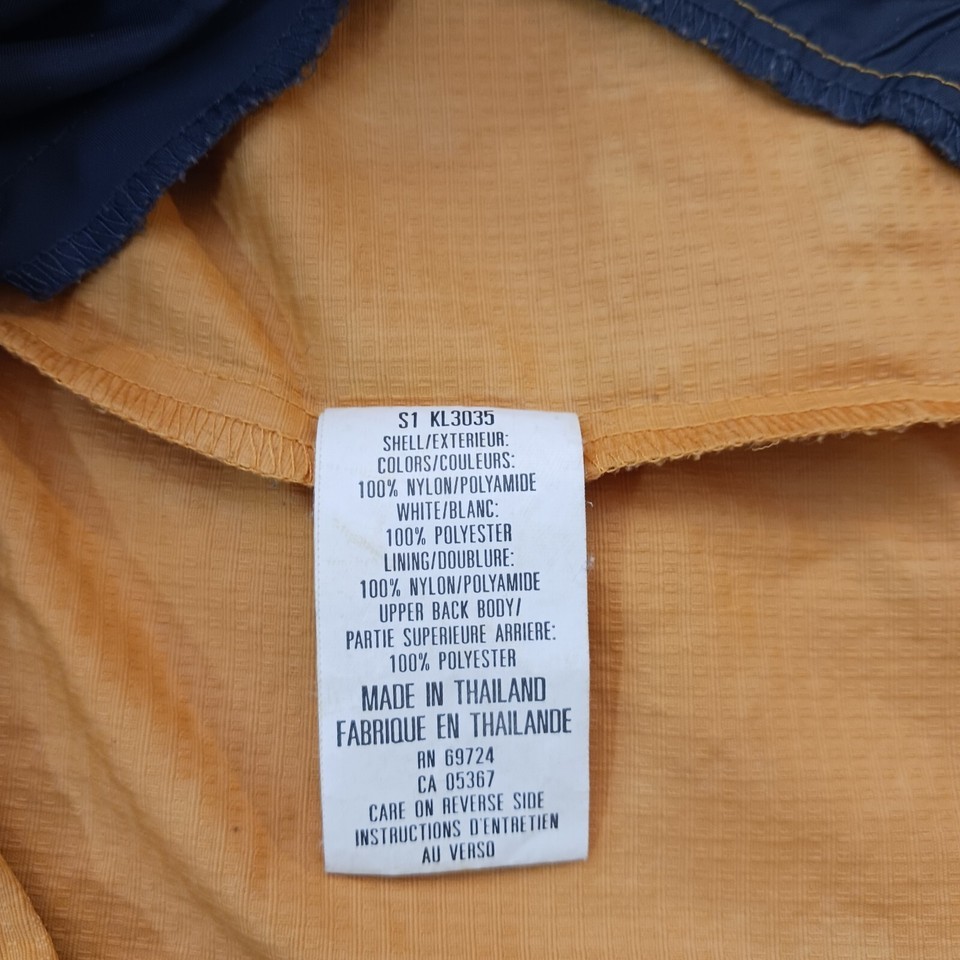 S1 KL3035
SHELL/EXTERIEUR:
COLORS/COULEURS:
100% NYLON/POLYAMIDE
WHITE/BLANC:
100% POLYESTER
LINING/DOUBLURE:
100% NYLON/POLYAMIDE
UPPER BACK BODY/
PARTIE SUPERIEURE ARRIERE:
100% POLYESTER
MADE IN THAILAND
FABRIQUE EN THAILANDE
RN 69724
CA 05367
CARE ON REVERSE SIDE
INSTRUCTIONS D'ENTRETIEN
AU VERSO